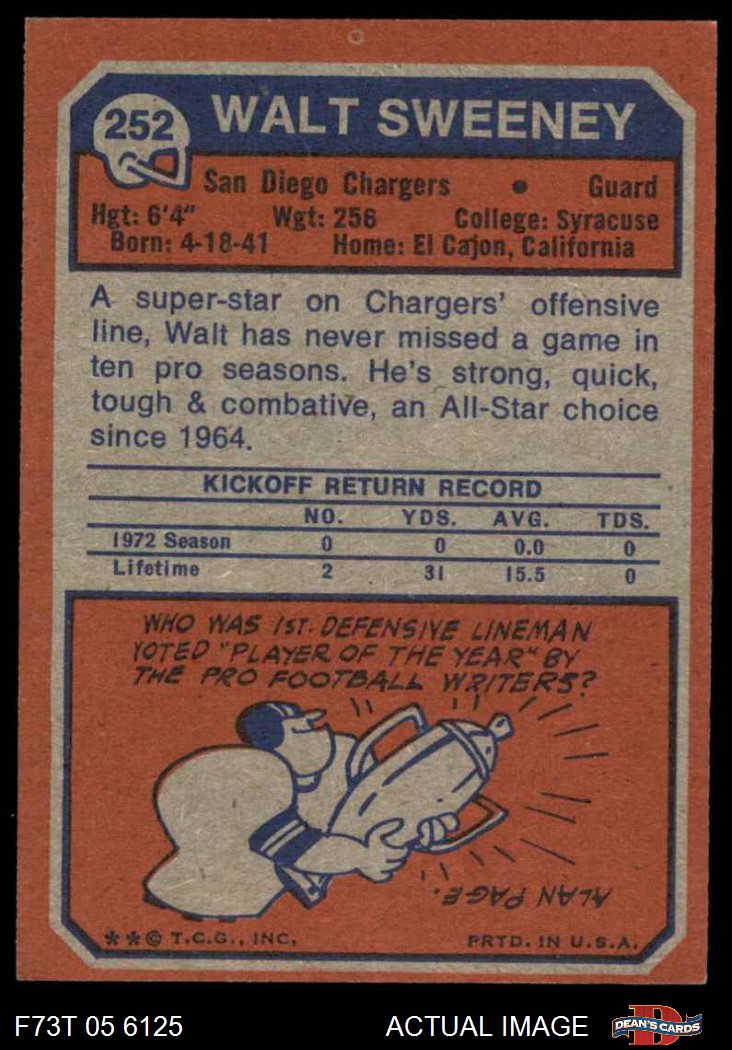 252
WALT SWEENEY
San Diego Chargers • Guard
Hgt: 6'4" Wgt: 256 College: Syracuse
Born: 4-18-41 Home: El Cajon, California
A super-star on Chargers' offensive
line, Walt has never missed a game in
ten pro seasons. He's strong, quick,
tough & combative, an All-Star choice
since 1964.
KICKOFF RETURN RECORD
NO. YDS. AVG. TDS.
1972 Season 0 0 0.0 0
Lifetime 2 31 15.5 0
WHO WAS 1ST. DEFENSIVE LINEMAN
VOTED "PLAYER OF THE YEAR" BY
THE PRO FOOTBALL WRITERS?
ALAN PAGE.
**© T.C.G., INC. PRTD. IN U.S.A.
F73T 05 6125 ACTUAL IMAGE D DEAN'S CARDS